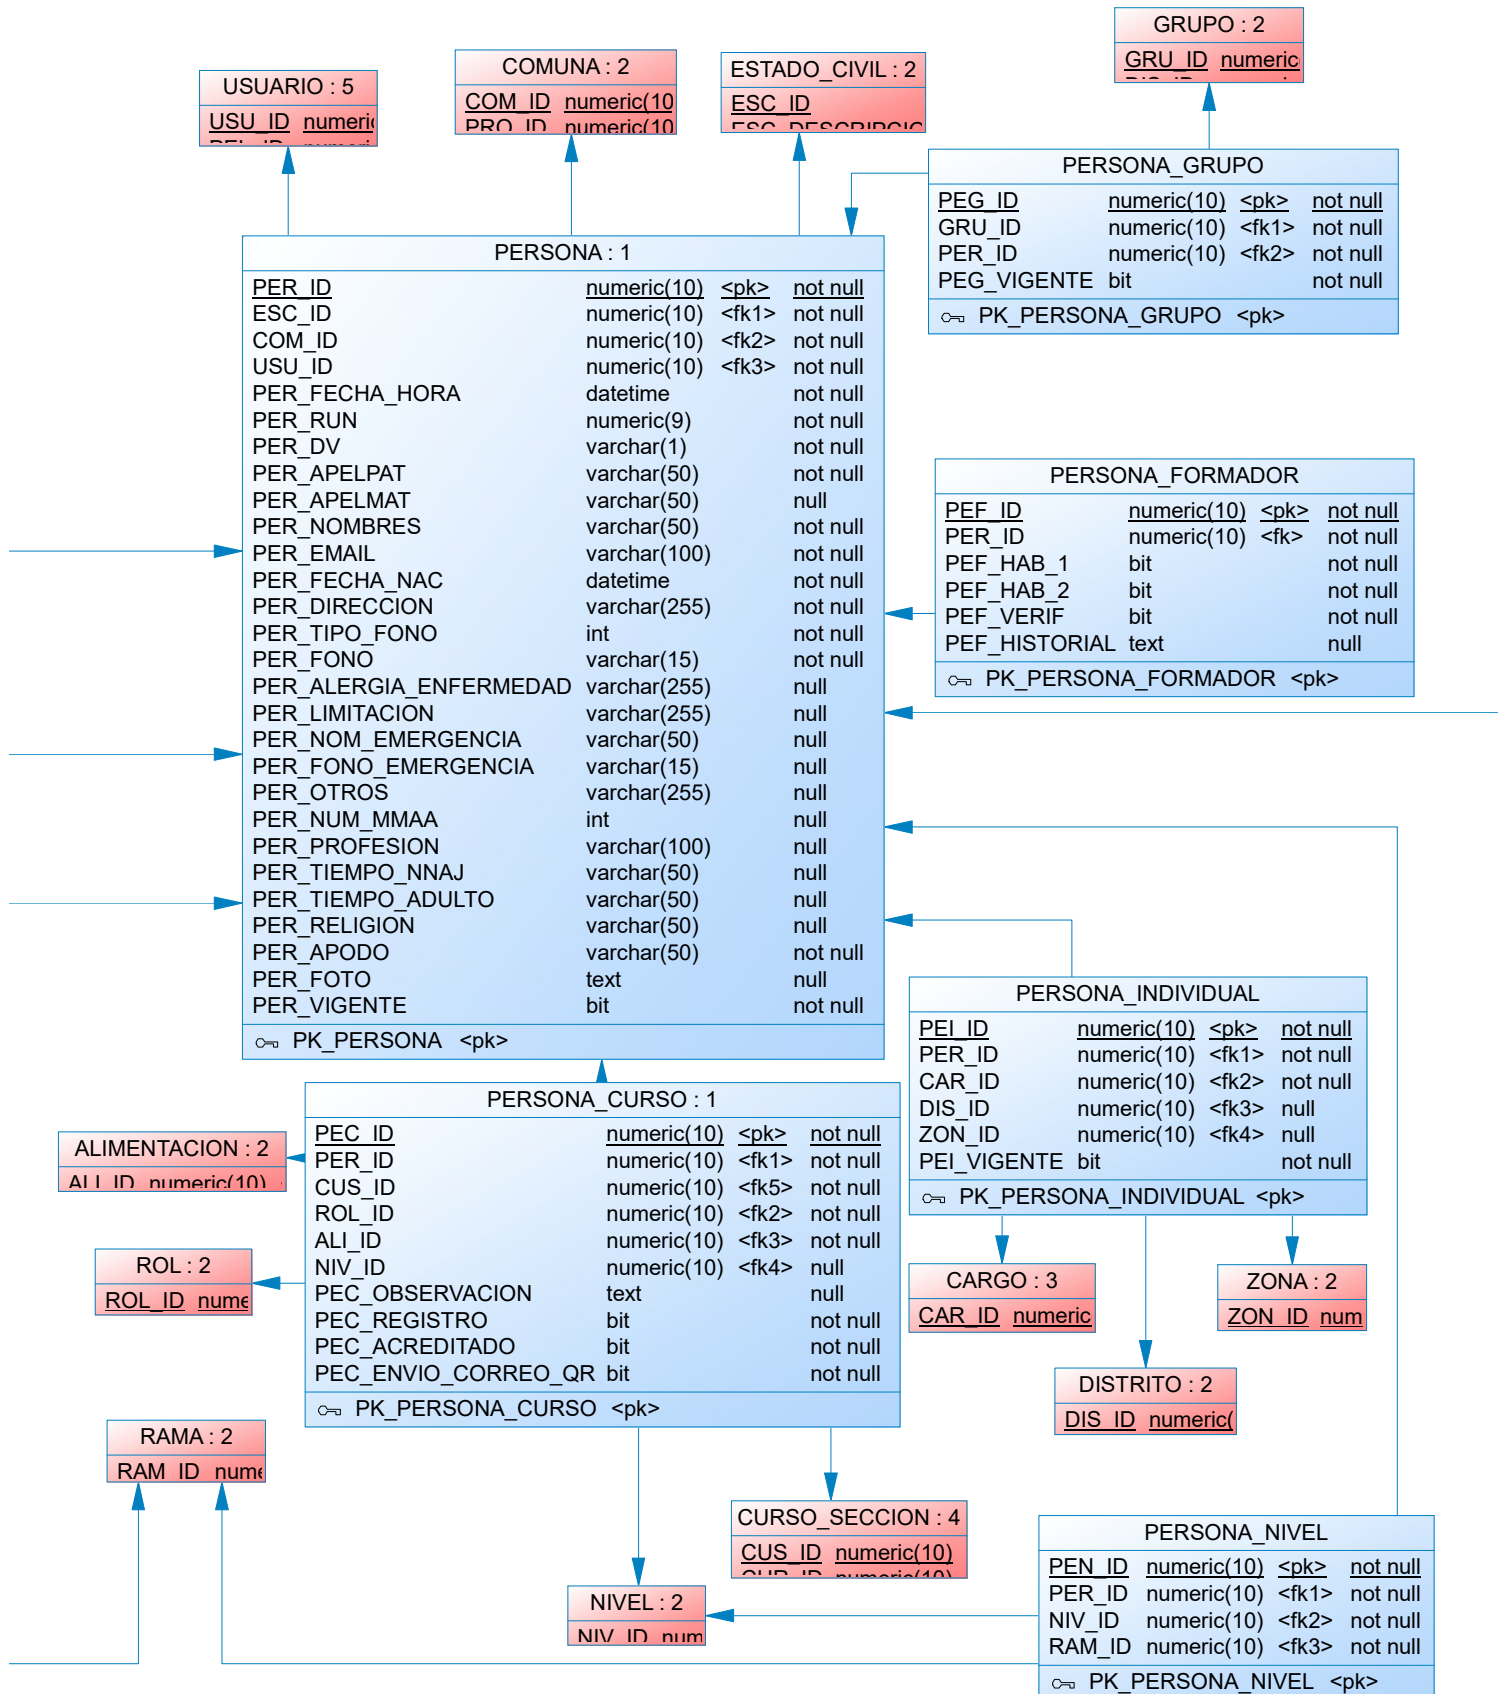 GRUPO : 2
GRU_ID numeric
USUARIO : 5
USU_ID numeric
COMUNA : 2
COM_ID numeric(10
PRO_ID numeric(10
ESTADO_CIVIL : 2
ESC_ID
PERSONA_GRUPO
PEG_ID numeric(10) <pk> not null
GRU_ID numeric(10) <fk1> not null
PER_ID numeric(10) <fk2> not null
PEG_VIGENTE bit not null
PK_PERSONA_GRUPO <pk>
PERSONA : 1
PER_ID numeric(10) <pk> not null
ESC_ID numeric(10) <fk1> not null
COM_ID numeric(10) <fk2> not null
USU_ID numeric(10) <fk3> not null
PER_FECHA_HORA datetime not null
PER_RUN numeric(9) not null
PER_DV varchar(1) not null
PER_APELPAT varchar(50) not null
PER_APELMAT varchar(50) null
PER_NOMBRES varchar(50) not null
PER_EMAIL varchar(100) not null
PER_FECHA_NAC datetime not null
PER_DIRECCION varchar(255) not null
PER_TIPO_FONO int not null
PER_FONO varchar(15) not null
PER_ALERGIA_ENFERMEDAD varchar(255) null
PER_LIMITACION varchar(255) null
PER_NOM_EMERGENCIA varchar(50) null
PER_FONO_EMERGENCIA varchar(15) null
PER_OTROS varchar(255) null
PER_NUM_MMAA int null
PER_PROFESION varchar(100) null
PER_TIEMPO_NNAJ varchar(50) null
PER_TIEMPO_ADULTO varchar(50) null
PER_RELIGION varchar(50) null
PER_APODO varchar(50) not null
PER_FOTO text null
PER_VIGENTE bit not null
PK_PERSONA <pk>
PERSONA_FORMADOR
PEF_ID numeric(10) <pk> not null
PER_ID numeric(10) <fk> not null
PEF_HAB_1 bit not null
PEF_HAB_2 bit not null
PEF_VERIF bit not null
PEF_HISTORIAL text null
PK_PERSONA_FORMADOR <pk>
PERSONA_INDIVIDUAL
PEI_ID numeric(10) <pk> not null
PER_ID numeric(10) <fk1> not null
CAR_ID numeric(10) <fk2> not null
DIS_ID numeric(10) <fk3> null
ZON_ID numeric(10) <fk4> null
PEI_VIGENTE bit not null
PK_PERSONA_INDIVIDUAL <pk>
PERSONA_CURSO : 1
PEC_ID numeric(10) <pk> not null
PER_ID numeric(10) <fk1> not null
CUS_ID numeric(10) <fk5> not null
ROL_ID numeric(10) <fk2> not null
ALI_ID numeric(10) <fk3> not null
NIV_ID numeric(10) <fk4> null
PEC_OBSERVACION text null
PEC_REGISTRO bit not null
PEC_ACREDITADO bit not null
PEC_ENVIO_CORREO_QR bit not null
PK_PERSONA_CURSO <pk>
ALIMENTACION : 2
ALI_ID numeric(10)
ROL : 2
ROL_ID nume
CARGO : 3
CAR_ID numeric
ZONA : 2
ZON_ID num
DISTRITO : 2
DIS_ID numeric(
RAMA : 2
RAM_ID nume
CURSO_SECCION : 4
CUS_ID numeric(10)
CUR_ID numeric(10)
NIVEL : 2
NIV_ID num
PERSONA_NIVEL
PEN_ID numeric(10) <pk> not null
PER_ID numeric(10) <fk1> not null
NIV_ID numeric(10) <fk2> not null
RAM_ID numeric(10) <fk3> not null
PK_PERSONA_NIVEL <pk>